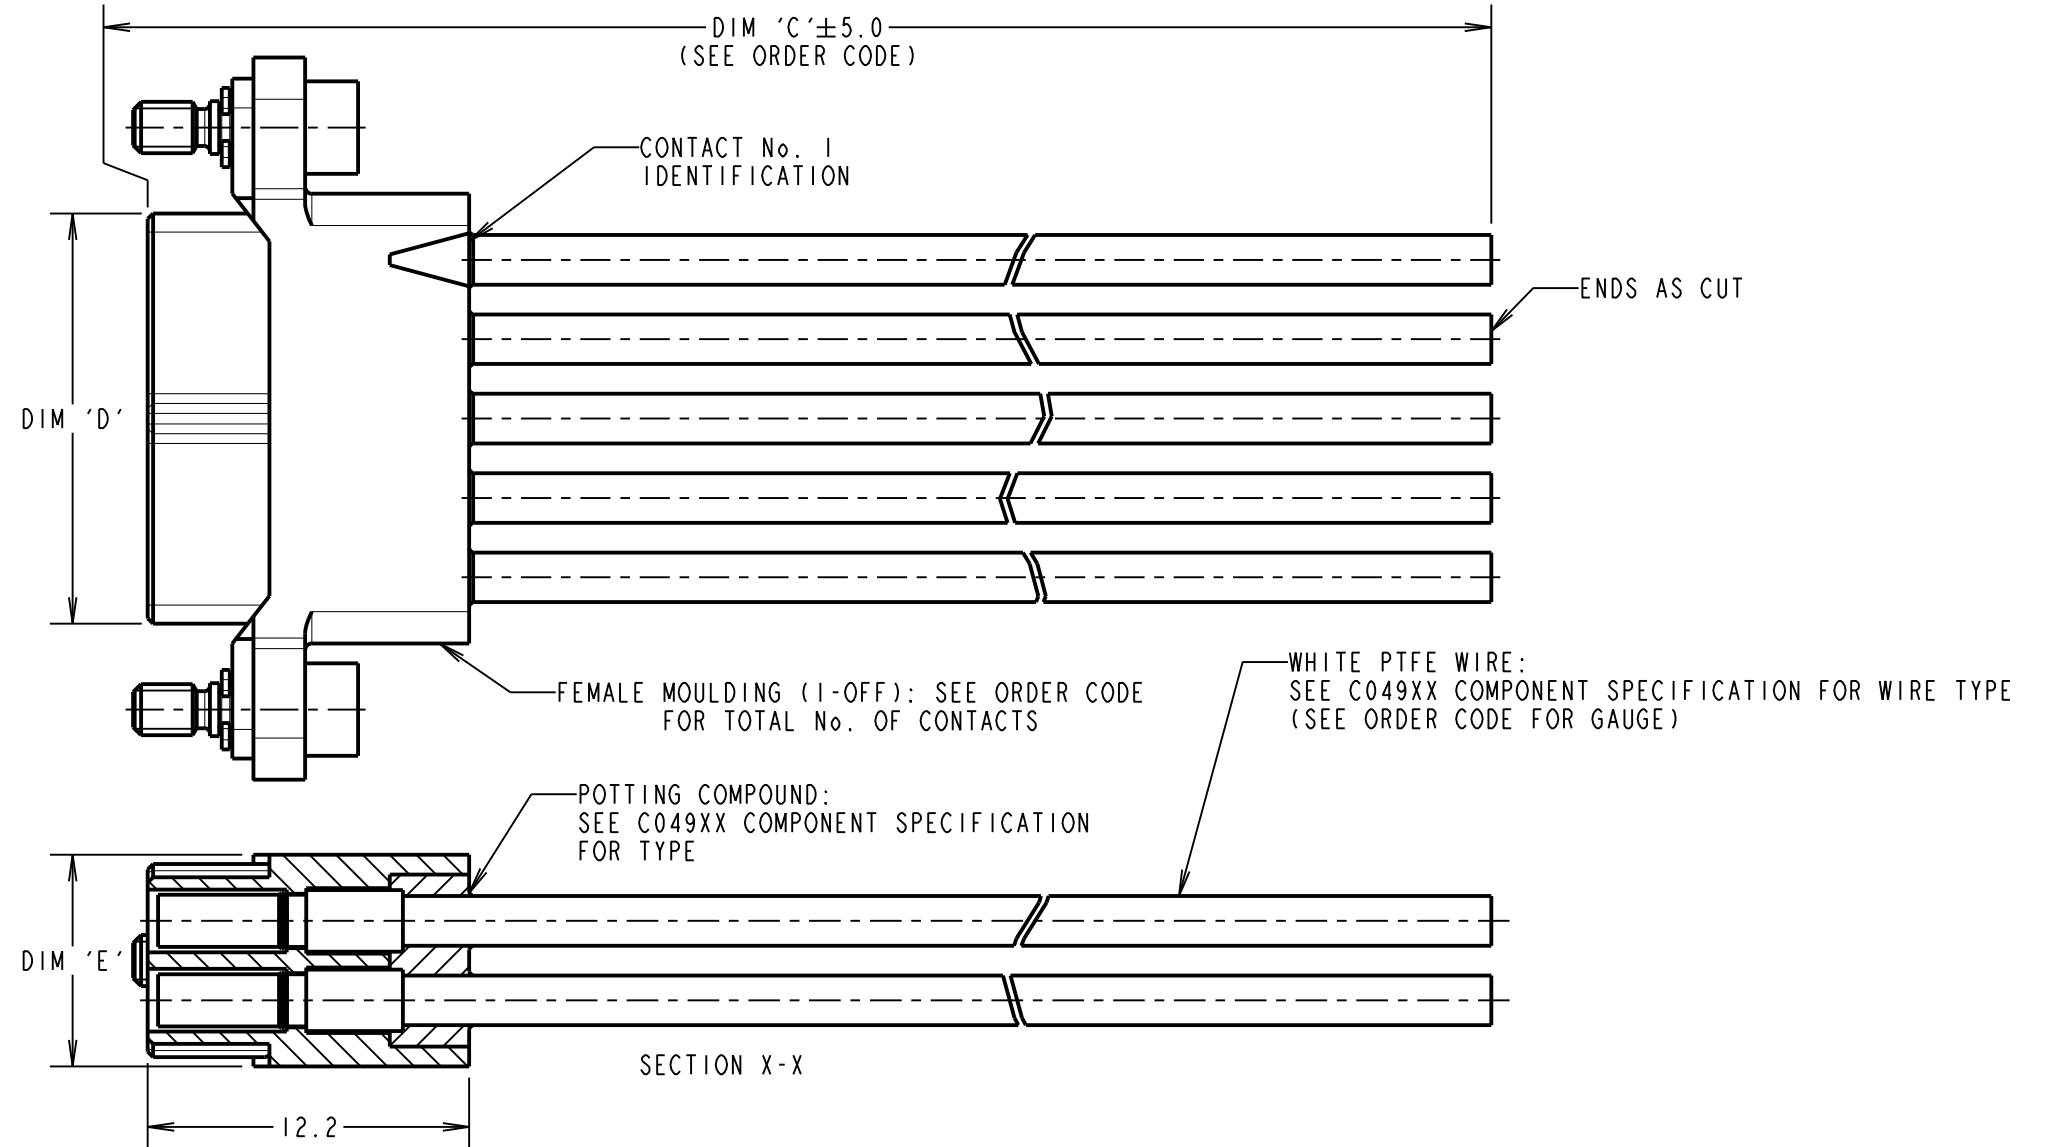 DIM 'C'±5.0
(SEE ORDER CODE)
CONTACT No. 1
IDENTIFICATION
ENDS AS CUT
DIM 'D'
WHITE PTFE WIRE:
SEE C049XX COMPONENT SPECIFICATION FOR WIRE TYPE
(SEE ORDER CODE FOR GAUGE)
FEMALE MOULDING (1-OFF): SEE ORDER CODE
FOR TOTAL No. OF CONTACTS
POTTING COMPOUND:
SEE C049XX COMPONENT SPECIFICATION
FOR TYPE
DIM 'E'
SECTION X-X
12.2